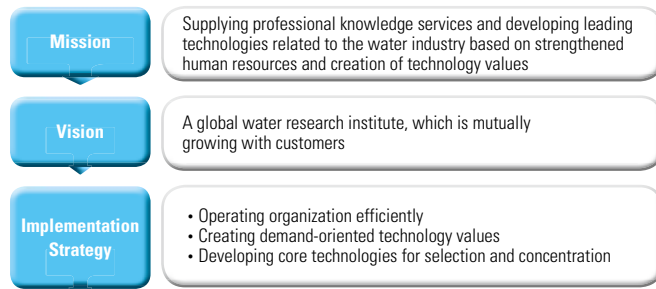 Mission
Supplying professional knowledge services and developing leading
technologies related to the water industry based on strengthened
human resources and creation of technology values
Vision
A global water research institute, which is mutually
growing with customers
Implementation
Strategy
• Operating organization efficiently
• Creating demand-oriented technology values
• Developing core technologies for selection and concentration